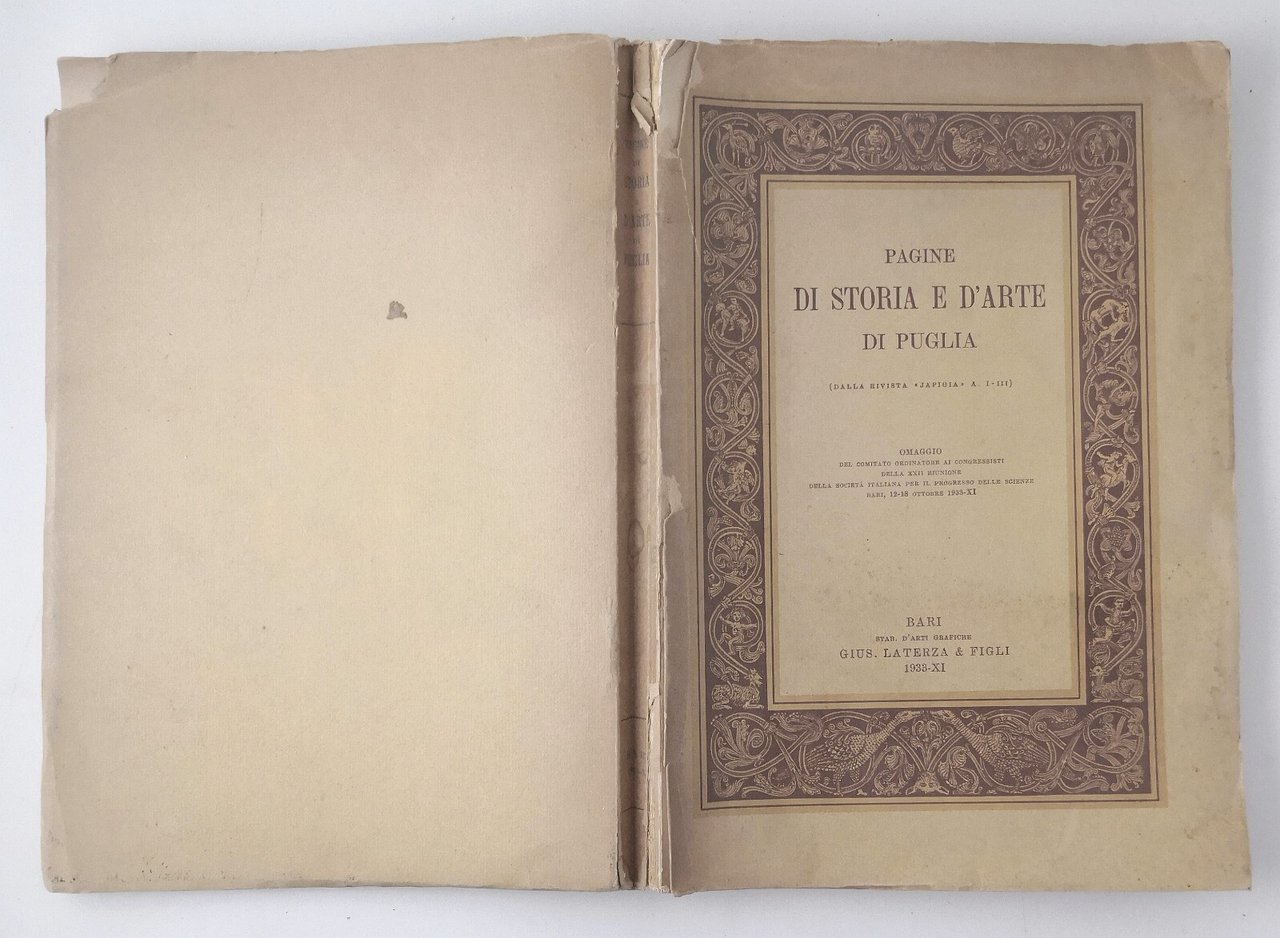 PAGINE
DI
STORIA
D'ARTE
DI
PUGLIA
PAGINE
DI STORIA E D'ARTE
DI PUGLIA
(DALLA RIVISTA «JAPIGIA» A. I-III)
OMAGGIO
DEL COMITATO ORDINATORE AI CONGRESSISTI
DELLA XXII RIUNIONE
DELLA SOCIETÀ ITALIANA PER IL PROGRESSO DELLE SCIENZE
BARI, 12-18 OTTOBRE 1933-XI
BARI
STAB. D'ARTI GRAFICHE
GIUS. LATERZA & FIGLI
1933-XI